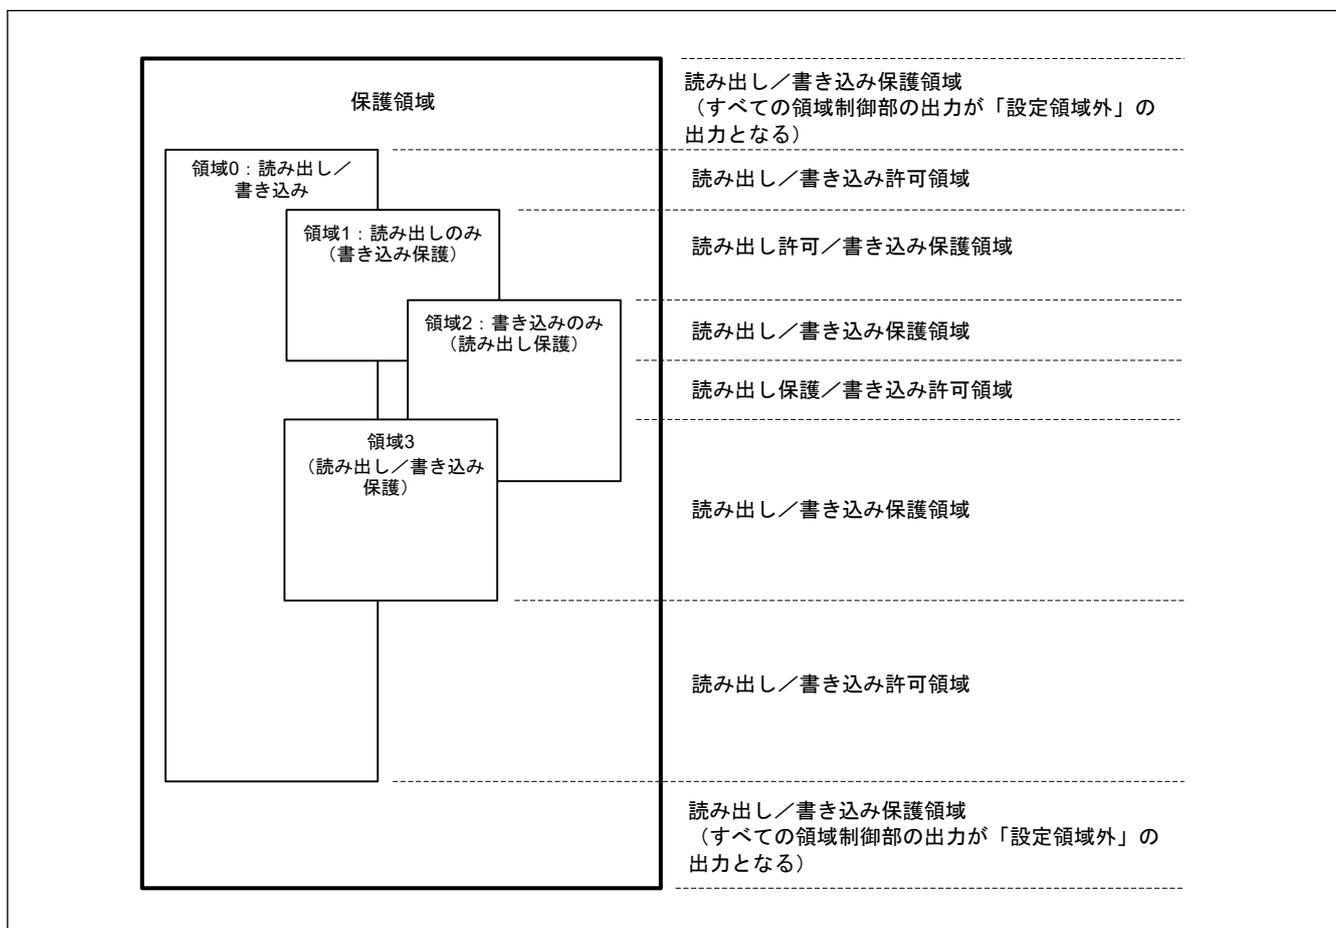 保護領域
読み出し／書き込み保護領域
（すべての領域制御部の出力が「設定領域外」の
出力となる）
領域0：読み出し／
書き込み
読み出し／書き込み許可領域
領域1：読み出しのみ
（書き込み保護）
読み出し許可／書き込み保護領域
領域2：書き込みのみ
（読み出し保護）
読み出し／書き込み保護領域
読み出し保護／書き込み許可領域
領域3
（読み出し／書き込み
保護）
読み出し／書き込み保護領域
読み出し／書き込み許可領域
読み出し／書き込み保護領域
（すべての領域制御部の出力が「設定領域外」の
出力となる）